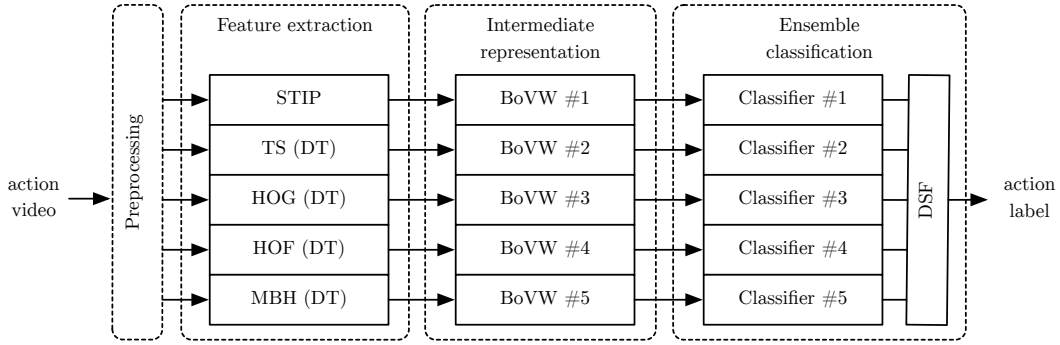 Feature extraction
Intermediate
representation
Ensemble
classification
action
video
Preprocessing
STIP
BoVW #1
Classifier #1
TS (DT)
BoVW #2
Classifier #2
HOG (DT)
BoVW #3
Classifier #3
HOF (DT)
BoVW #4
Classifier #4
MBH (DT)
BoVW #5
Classifier #5
DSF
action
label